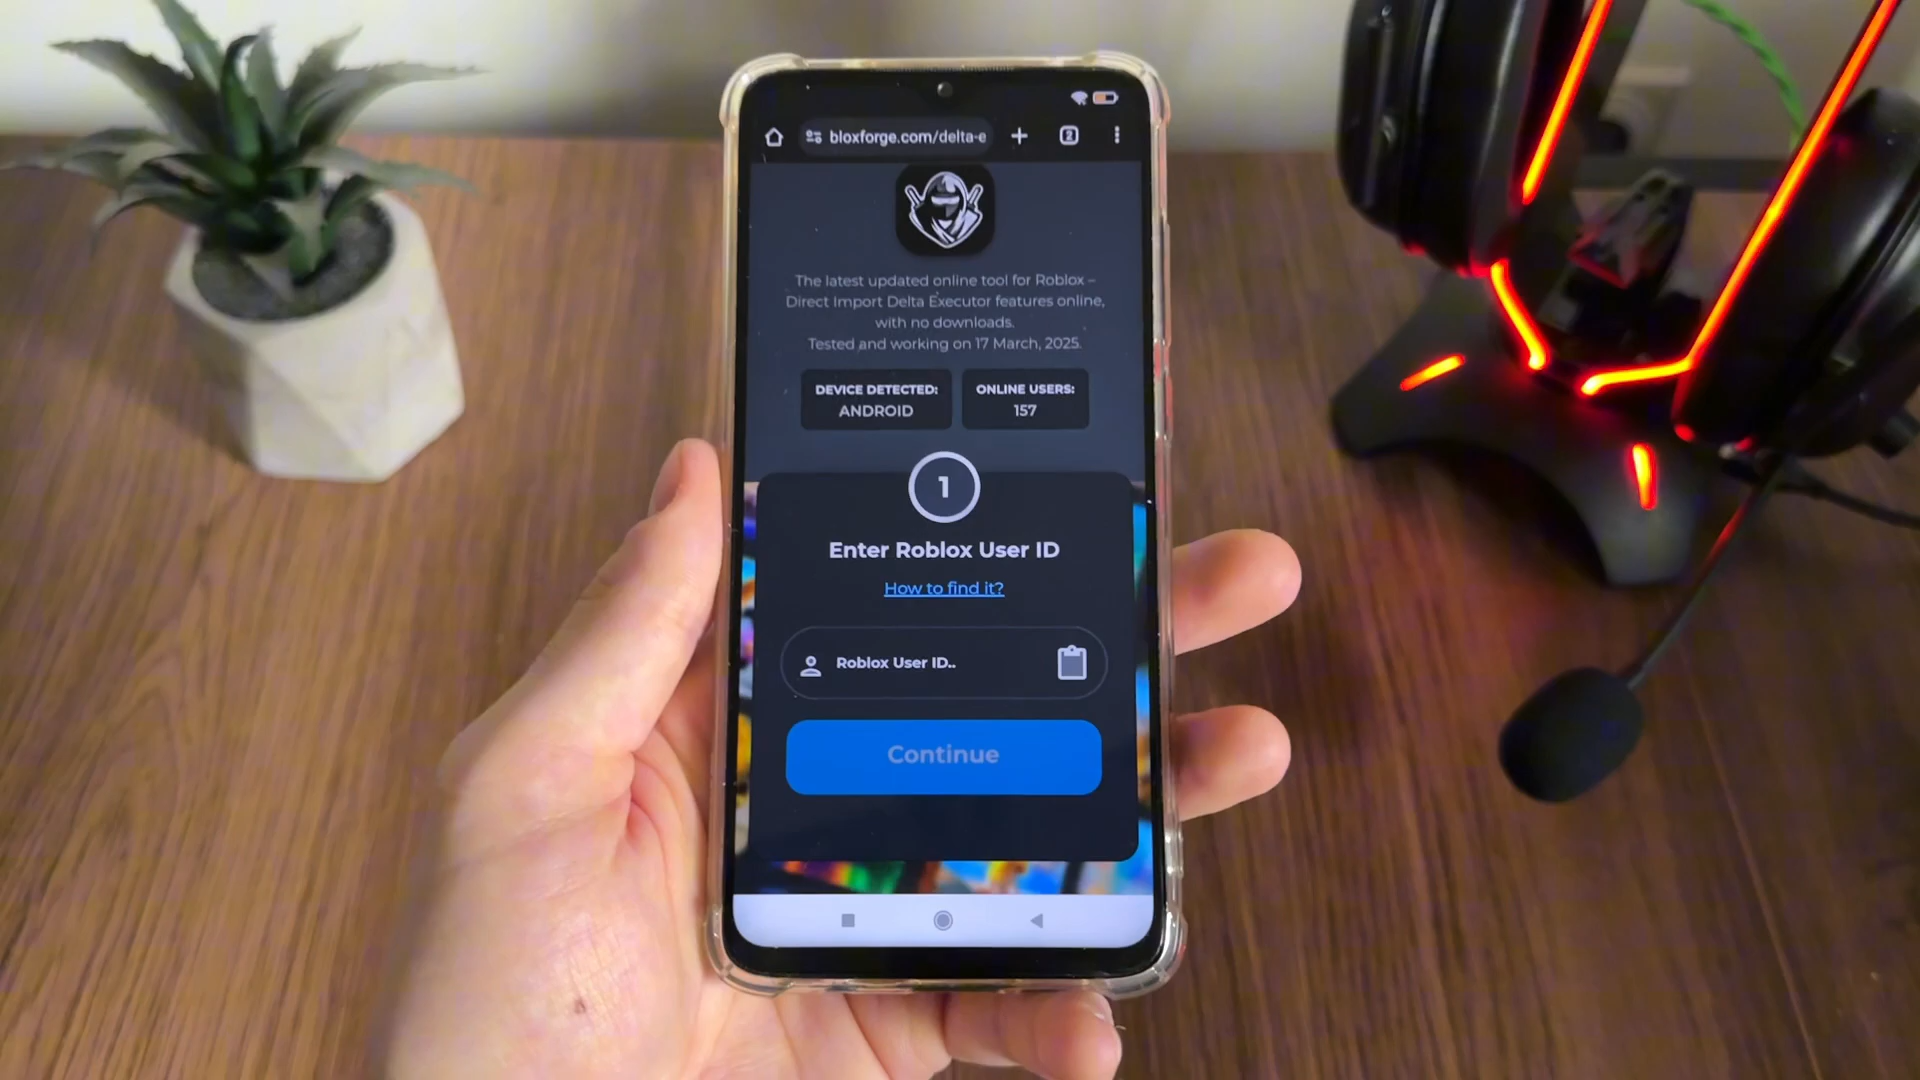 bloxforge.com/delta-e
2
The latest updated online tool for Roblox –
Direct Import Delta Executor features online,
with no downloads.
Tested and working on 17 March, 2025.
DEVICE DETECTED:
ANDROID
ONLINE USERS:
157
1
Enter Roblox User ID
How to find it?
Roblox User ID..
Continue